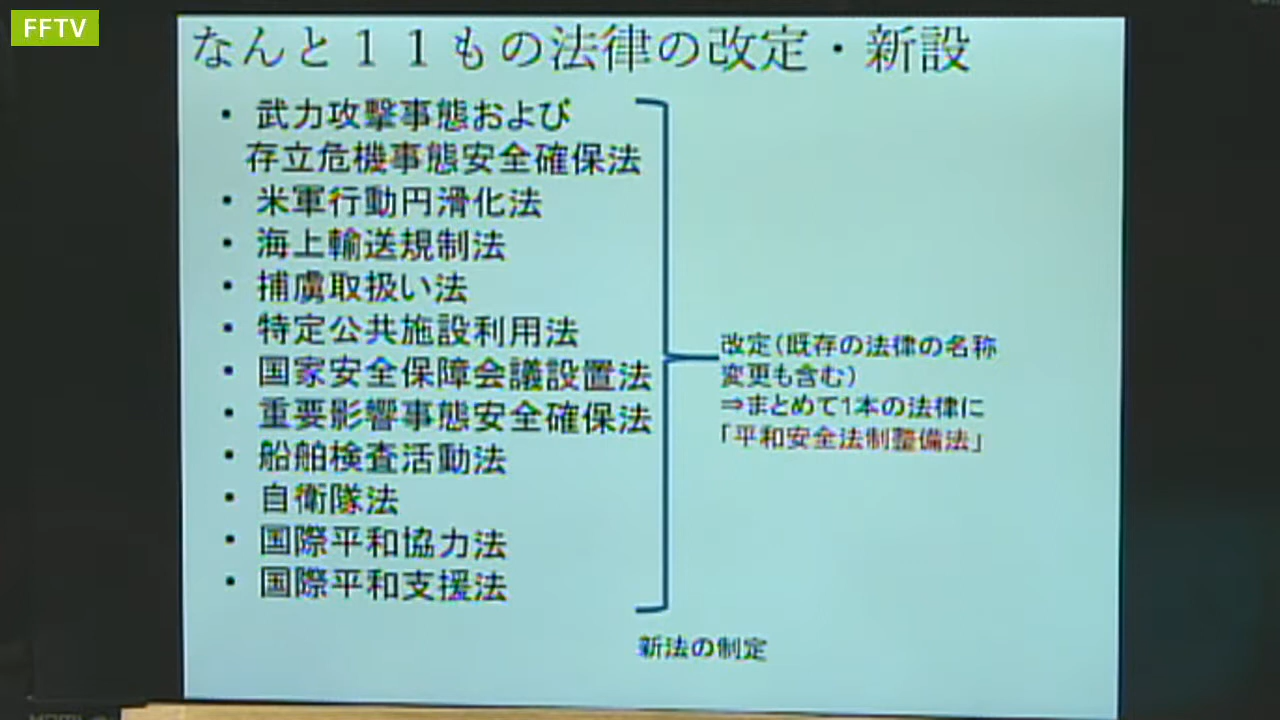 FFTV
なんと１１もの法律の改定・新設
・ 武力攻撃事態および
存立危機事態安全確保法
・ 米軍行動円滑化法
・ 海上輸送規制法
・ 捕虜取扱い法
・ 特定公共施設利用法
・ 国家安全保障会議設置法
・ 重要影響事態安全確保法
・ 船舶検査活動法
・ 自衛隊法
・ 国際平和協力法
・ 国際平和支援法
改定(既存の法律の名称
変更も含む)
⇒まとめて1本の法律に
「平和安全法制整備法」
新法の制定